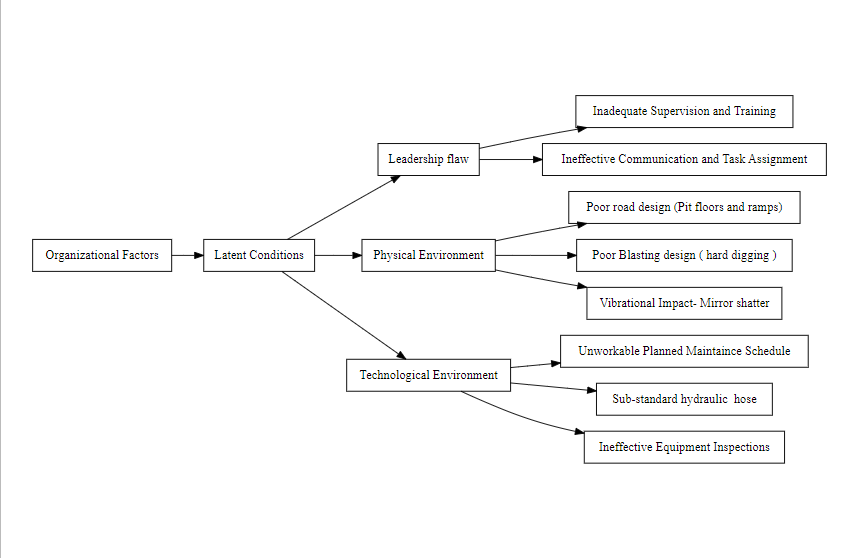 Inadequate Supervision and Training
Leadership flaw
Ineffective Communication and Task Assignment
Poor road design (Pit floors and ramps)
Organizational Factors
Latent Conditions
Physical Environment
Poor Blasting design ( hard digging )
Vibrational Impact- Mirror shatter
Unworkable Planned Maintaince Schedule
Technological Environment
Sub-standard hydraulic  hose
Ineffective Equipment Inspections